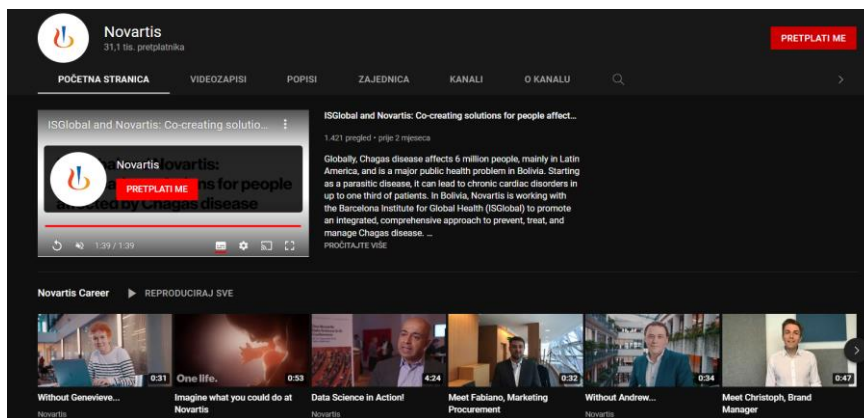 Novartis
31,1 tis. pretplatnika
PRETPLATI ME
POČETNA STRANICA VIDEOZAPISI POPISI ZAJEDNICA KANALI O KANALU
ISGlobal and Novartis: Co-creating solutio...
Novartis
PRETPLATI ME
1:39 / 1:39
ISGlobal and Novartis: Co-creating solutions for people affect...
1.421 pregled • prije 2 mjeseca
Globally, Chagas disease affects 6 million people, mainly in Latin
America, and is a major public health problem in Bolivia. Starting
as a parasitic disease, it can lead to chronic cardiac disorders in
up to one third of patients. In Bolivia, Novartis is working with
the Barcelona Institute for Global Health (ISGlobal) to promote
an integrated, comprehensive approach to prevent, treat, and
manage Chagas disease. ...
PROČITAJTE VIŠE
Novartis Career REPRODUCIRAJ SVE
0:31
One life. 0:53
4:24
0:32
0:34
0:47
Without Genevieve...
Novartis
Imagine what you could do at
Novartis
Data Science in Action!
Novartis
Meet Fabiano, Marketing
Procurement
Without Andrew...
Novartis
Meet Christoph, Brand
Manager